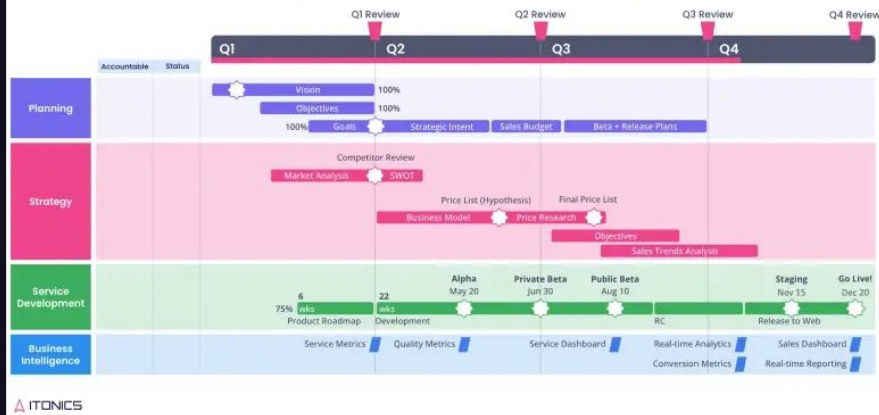 Q1 Review
Q2 Review
Q3 Review
Q4 Review
Q1
Q2
Q3
Q4
Accountable
Status
Planning
Vision
100%
Objectives
100%
100%
Goals
Strategic Intent
Sales Budget
Beta + Release Plans
Strategy
Competitor Review
Market Analysis
SWOT
Price List (Hypothesis)
Final Price List
Business Model
Price Research
Objectives
Sales Trends Analysis
Service
Development
Alpha
May 20
Private Beta
Jun 30
Public Beta
Aug 10
Staging
Nov 15
Go Live!
Dec 20
6
22
75%
wks
wks
Product Roadmap
Development
RC
Release to Web
Business
Intelligence
Service Metrics
Quality Metrics
Service Dashboard
Real-time Analytics
Sales Dashboard
Conversion Metrics
Real-time Reporting
ITONICS